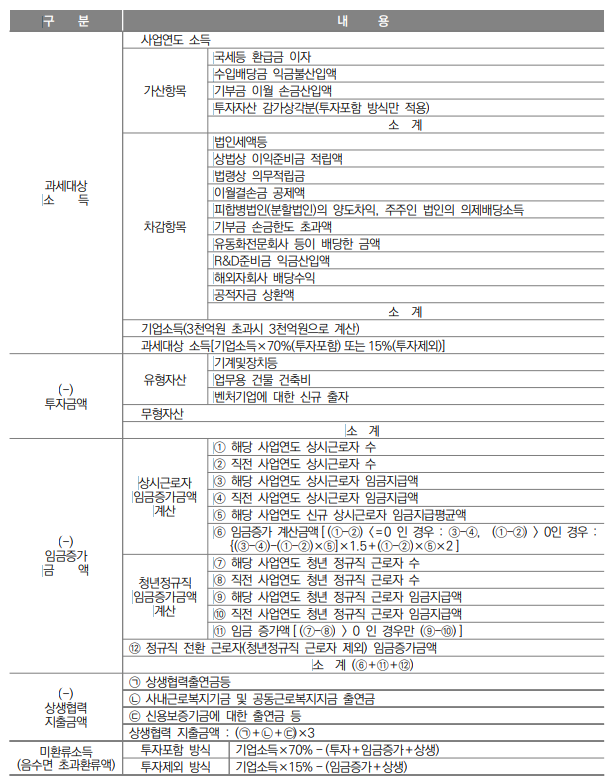 구 분 내 용
과세대상
소 득
사업연도 소득
가산항목
국세등 환급금 이자
수입배당금 익금불산입액
기부금 이월 손금산입액
투자자산 감가상각분(투자포함 방식만 적용)
소 계
차감항목
법인세액등
상법상 이익준비금 적립액
법령상 의무적립금
이월결손금 공제액
피합병법인(분할법인)의 양도차익, 주주인 법인의 의제배당소득
기부금 손금한도 초과액
유동화전문회사 등이 배당한 금액
R&D준비금 익금산입액
해외자회사 배당수익
공적자금 상환액
소 계
기업소득(3천억원 초과시 3천억원으로 계산)
과세대상 소득[기업소득×70%(투자포함) 또는 15%(투자제외)]
(-)
투자금액
유형자산
기계및장치등
업무용 건물 건축비
벤처기업에 대한 신규 출자
무형자산
소 계
(-)
임금증가
금 액
상시근로자
임금증가금액
계산
① 해당 사업연도 상시근로자 수
② 직전 사업연도 상시근로자 수
③ 해당 사업연도 상시근로자 임금지급액
④ 직전 사업연도 상시근로자 임금지급액
⑤ 해당 사업연도 신규 상시근로자 임금지급평균액
⑥ 임금증가 계산금액 [ (①-②) 〈 = 0 인 경우 : ③-④, (①-②) 〉 0인 경우 :
{(③-④)-(①-②)×⑤}×1.5+(①-②)×⑤×2 ]
청년정규직
임금증가금액
계산
⑦ 해당 사업연도 청년 정규직 근로자 수
⑧ 직전 사업연도 청년 정규직 근로자 수
⑨ 해당 사업연도 청년 정규직 근로자 임금지급액
⑩ 직전 사업연도 청년 정규직 근로자 임금지급액
⑪ 임금 증가액 [ (⑦-⑧) 〉 0 인 경우만 (⑨-⑩) ]
⑫ 정규직 전환 근로자(청년정규직 근로자 제외) 임금증가금액
소 계 (⑥+⑪+⑫)
(-)
상생협력
지출금액
㉠ 상생협력출연금등
㉡ 사내근로복지기금 및 공동근로복지지금 출연금
㉢ 신용보증기금에 대한 출연금 등
상생협력 지출금액 : (㉠+㉡+㉢)×3
미환류소득
(음수면 초과환류액)
투자포함 방식 기업소득×70% - (투자+임금증가+상생)
투자제외 방식 기업소득×15% - (임금증가+상생)